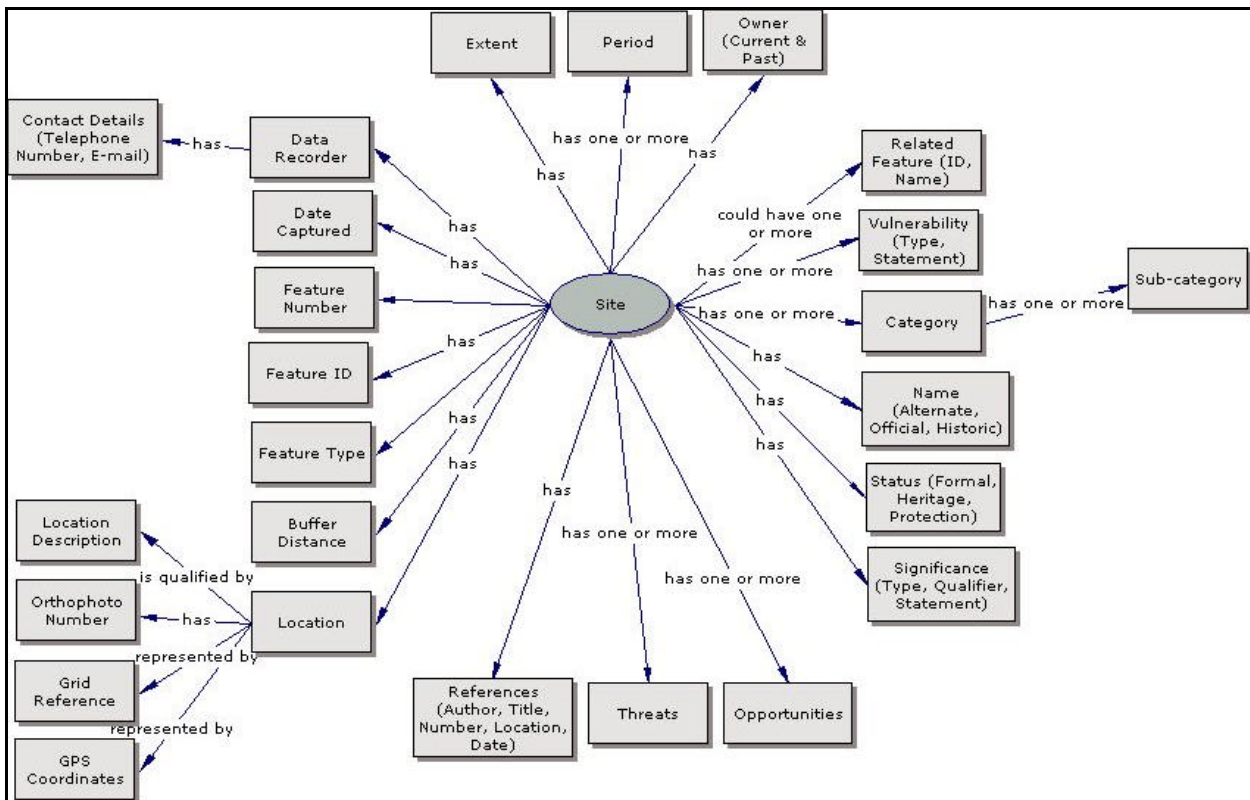 Extent
Period
Owner
(Current &
Past)
Contact Details
(Telephone
Number, E-mail)
has
Data
Recorder
has one or more
has
has
Related
Feature (ID,
Name)
Date
Captured
has
has
could have one
or more
Vulnerability
(Type,
Statement)
has one or more
Sub-category
Feature
Number
Site
has one or more
Category
has one or more
Feature ID
has
has
Name
(Alternate,
Official, Historic)
has
Feature Type
has
has
has
Status (Formal,
Heritage,
Protection)
Location
Description
Buffer
Distance
has
has one or more
has one or more
Significance
(Type, Qualifier,
Statement)
is qualified by
Orthophoto
Number
has
Location
represented by
Grid
Reference
represented by
GPS
Coordinates
References
(Author, Title,
Number, Location,
Date)
Threats
Opportunities